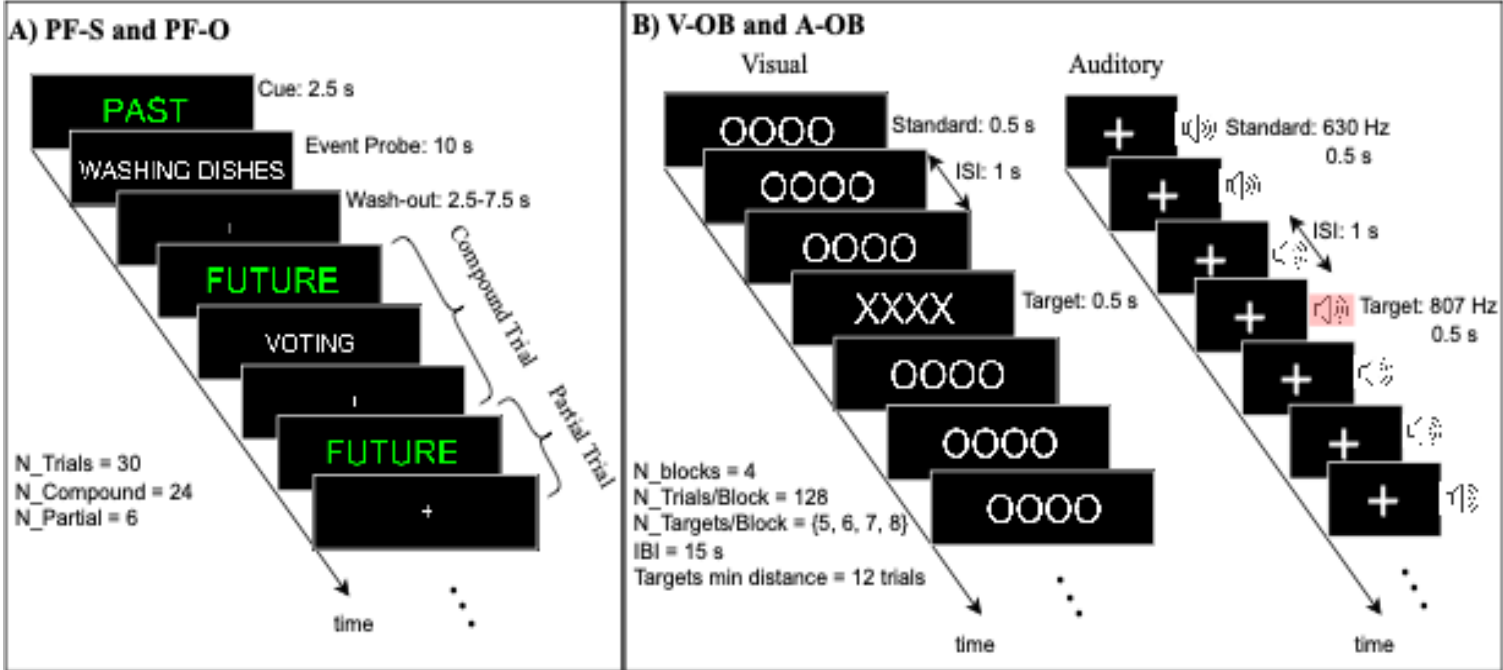 A) PF-S and PF-O
PAST
Cue: 2.5 s
WASHING DISHES
Event Probe: 10 s
Wash-out: 2.5-7.5 s
FUTURE
VOTING
Compound Trial
FUTURE
+
Partial Trial
N_Trials = 30
N_Compound = 24
N_Partial = 6
time
B) V-OB and A-OB
Visual
OOOO
Standard: 0.5 s
OOOO
ISI: 1 s
OOOO
XXXX
Target: 0.5 s
OOOO
OOOO
OOOO
N_blocks = 4
N_Trials/Block = 128
N_Targets/Block = {5, 6, 7, 8}
IBI = 15 s
Targets min distance = 12 trials
time
Auditory
+
Standard: 630 Hz
0.5 s
+
+
ISI: 1 s
+
Target: 807 Hz
0.5 s
+
+
+
time